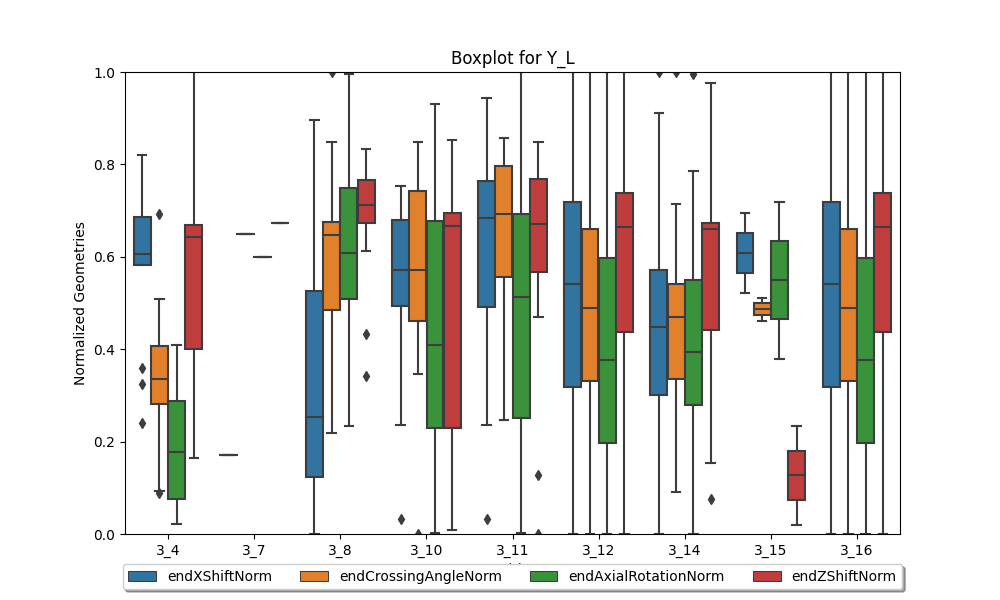 Boxplot for Y_L
Normalized Geometries
1.0
0.8
0.6
0.4
0.2
0.0
3_4 3_7 3_8 3_10 3_11 3_12 3_14 3_15 3_16
endXShiftNorm endCrossingAngleNorm endAxialRotationNorm endZShiftNorm